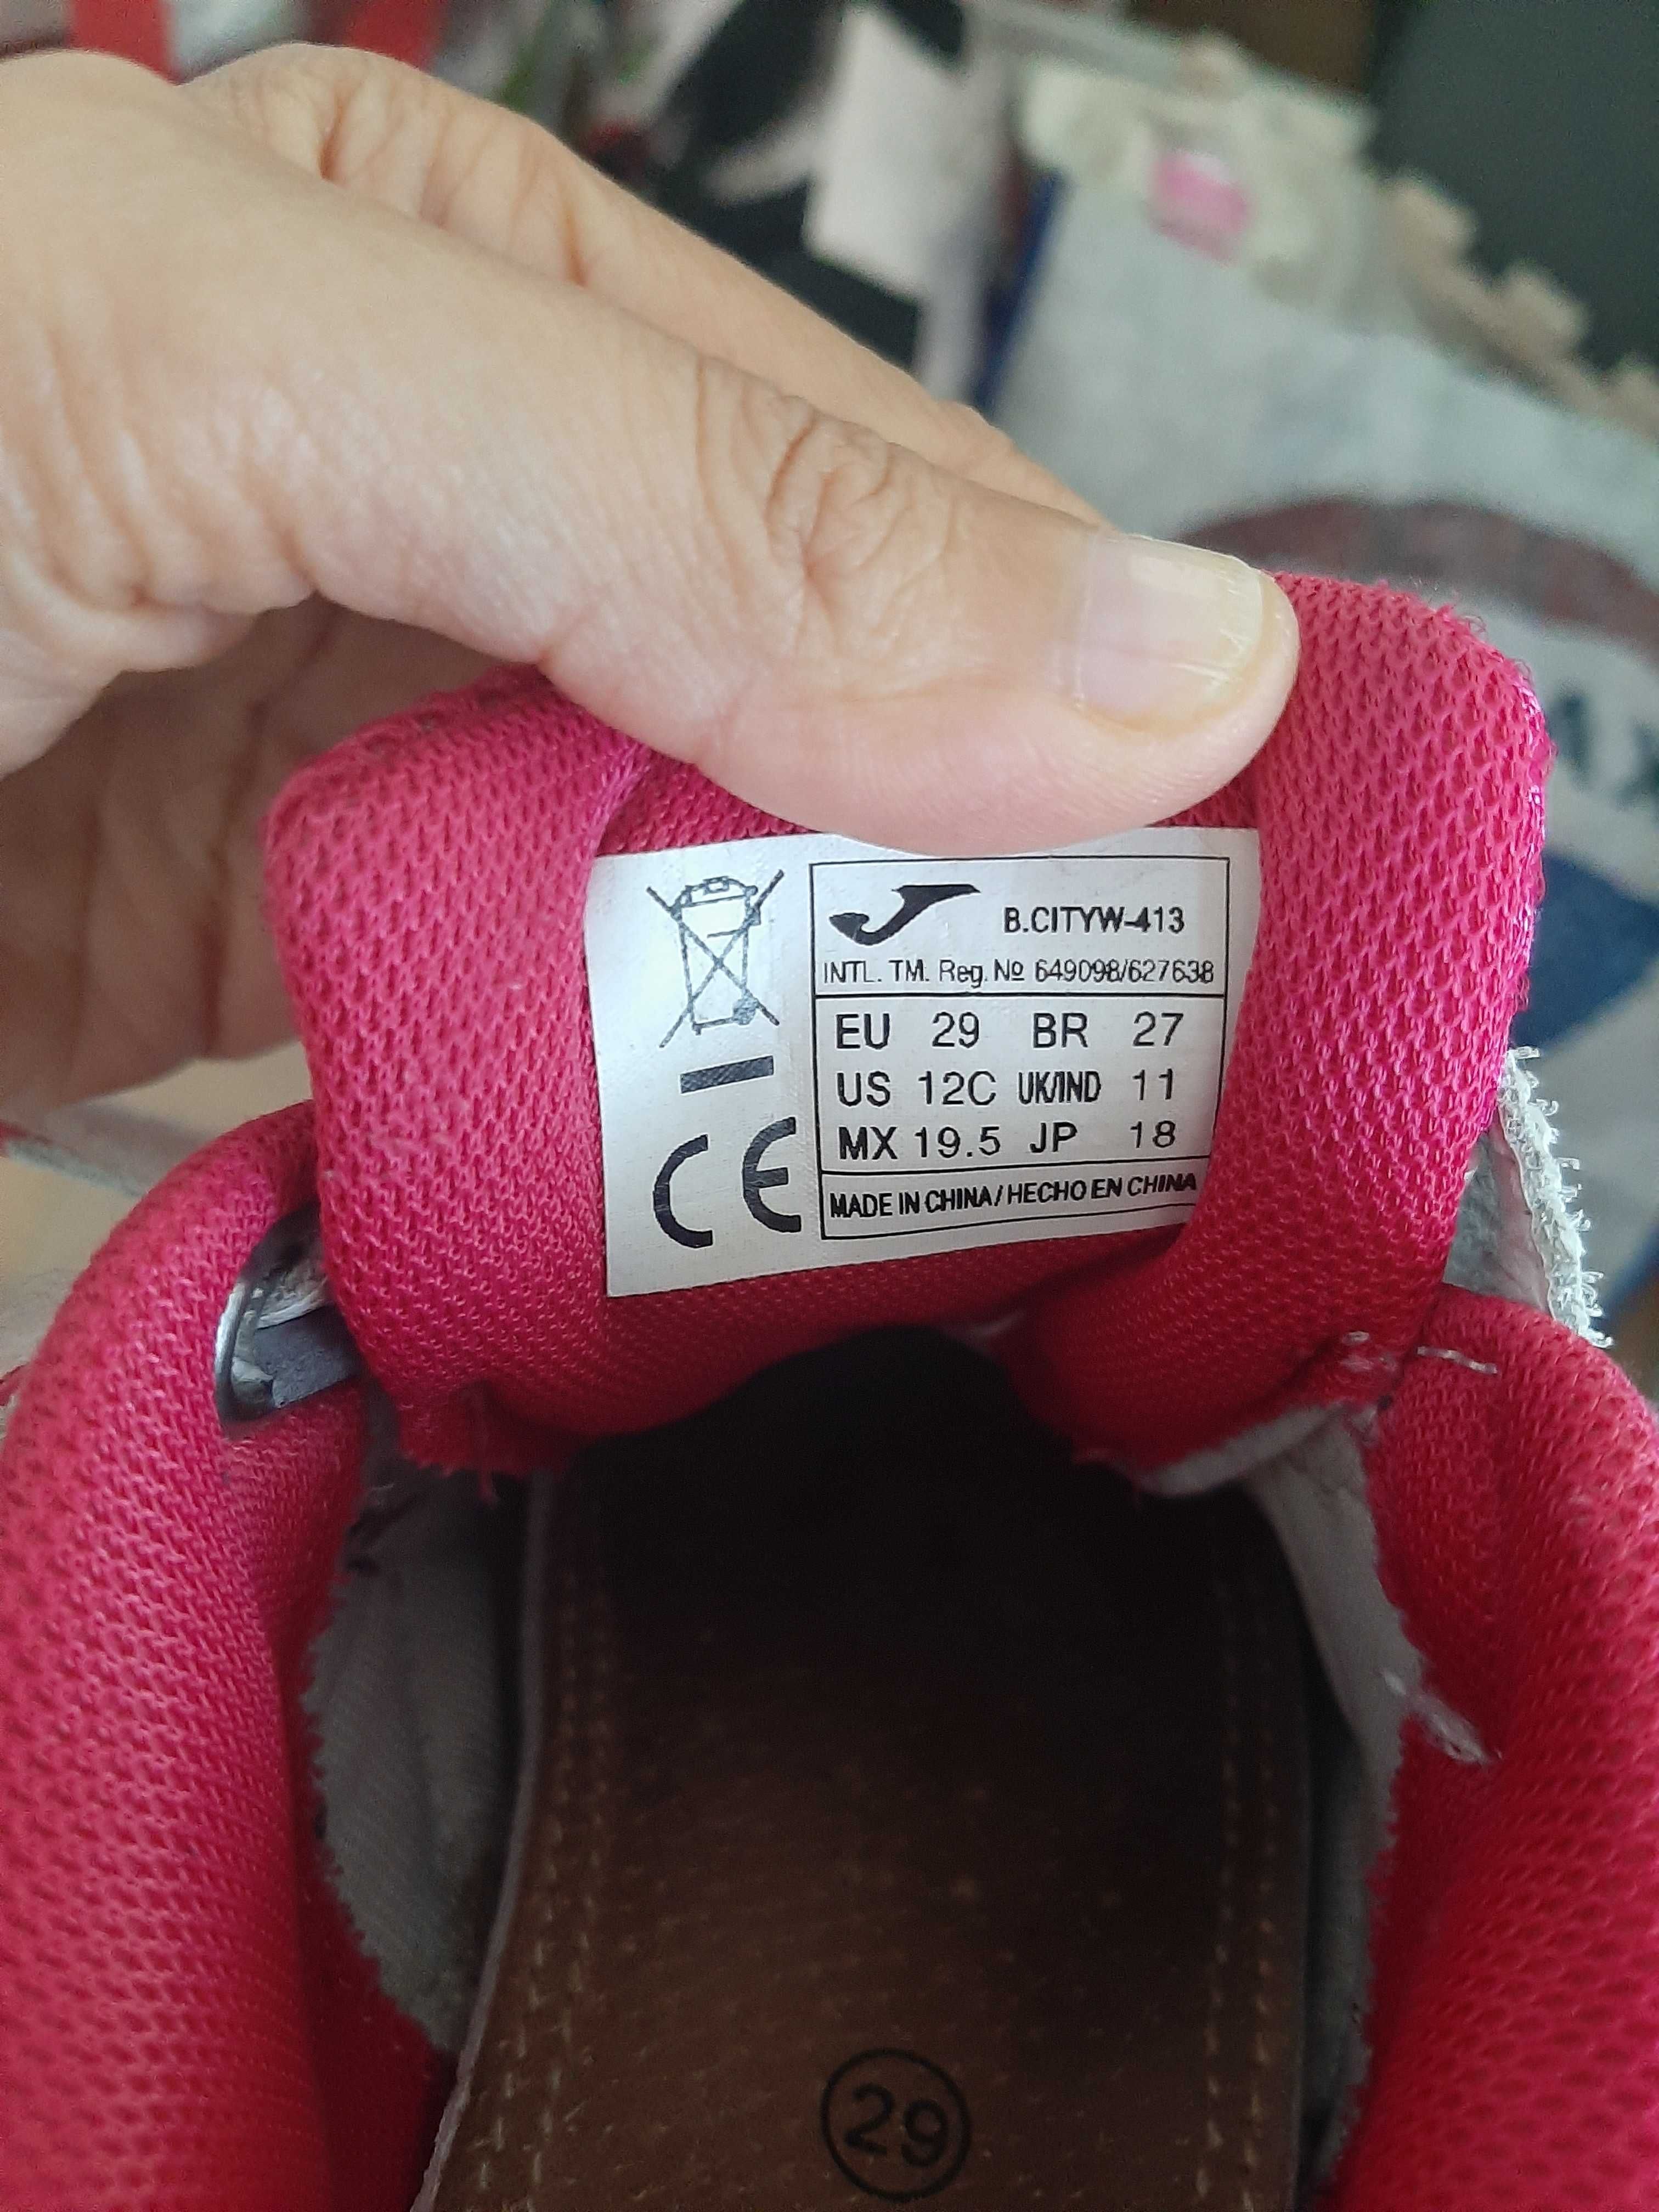 B.CITYW-413
INTL. TM. Reg. Nº 649098/627638
EU 29 BR 27
US 12C UK/IND 11
MX 19.5 JP 18
MADE IN CHINA / HECHO EN CHINA
CE
29